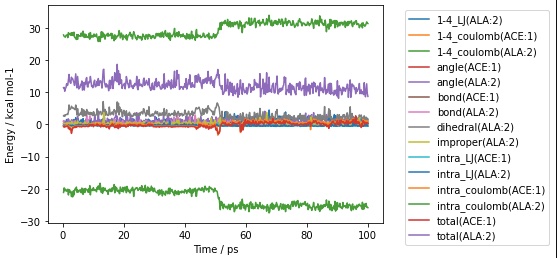 30
20
10
0
−10
−20
−30
0
20
40
60
80
100
Energy / kcal mol-1
Time / ps
1-4_LJ(ALA:2)
1-4_coulomb(ACE:1)
1-4_coulomb(ALA:2)
angle(ACE:1)
angle(ALA:2)
bond(ACE:1)
bond(ALA:2)
dihedral(ALA:2)
improper(ALA:2)
intra_LJ(ACE:1)
intra_LJ(ALA:2)
intra_coulomb(ACE:1)
intra_coulomb(ALA:2)
total(ACE:1)
total(ALA:2)